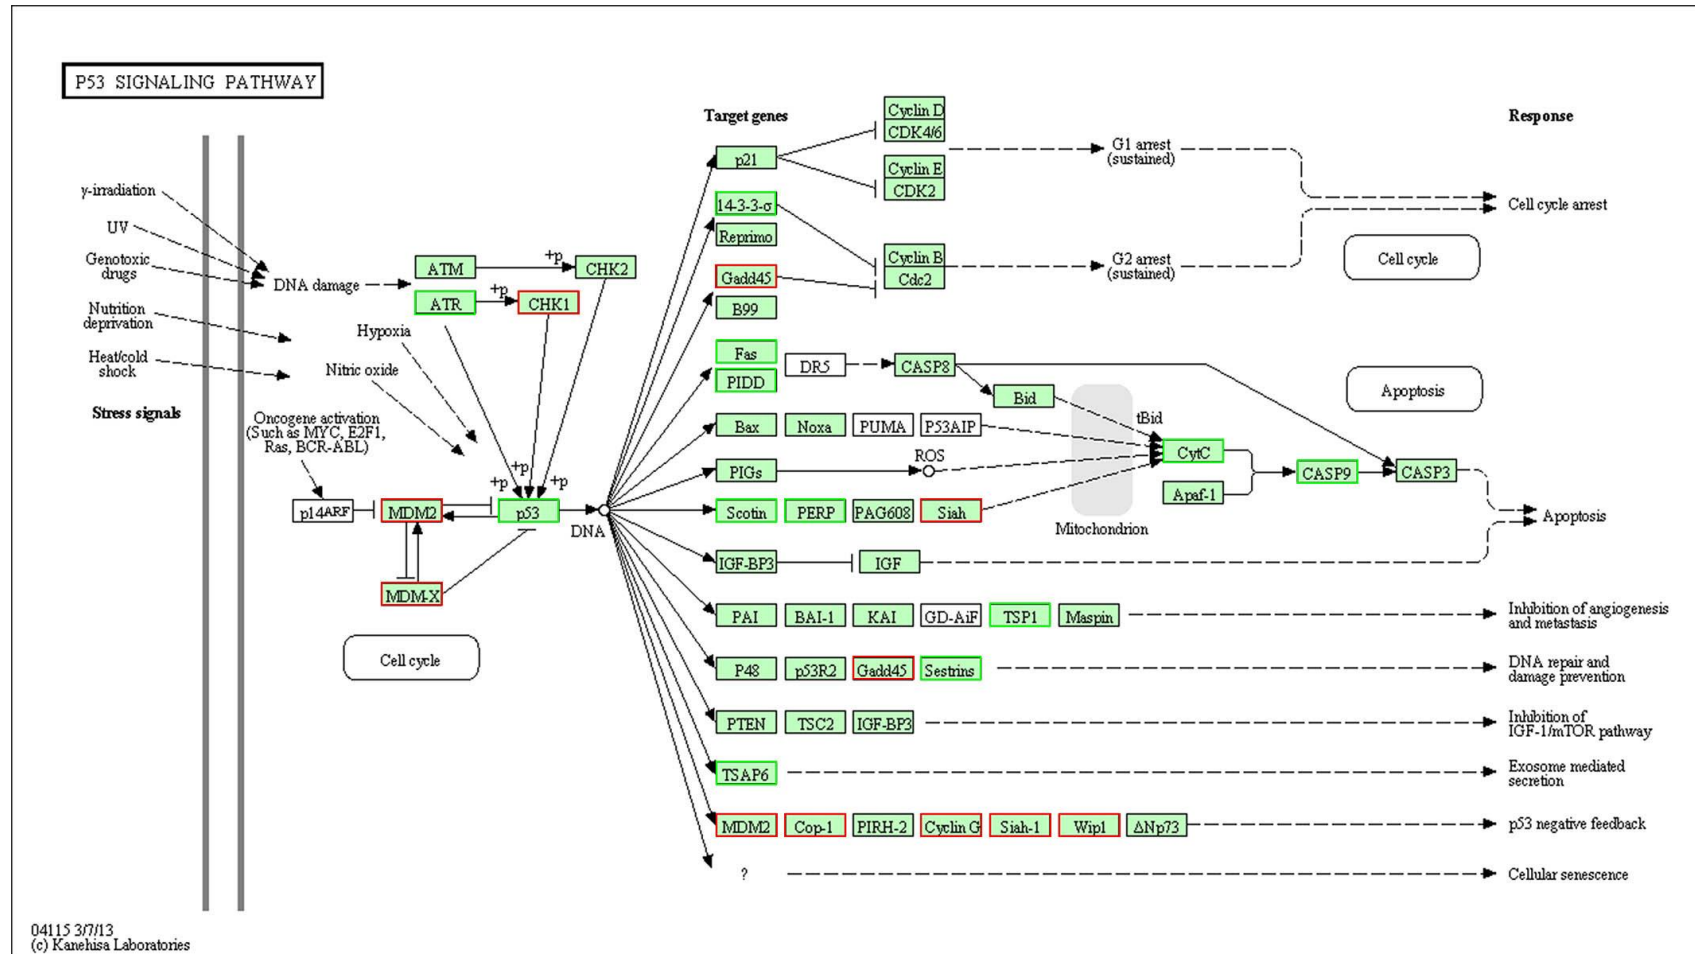 P53 SIGNALING PATHWAY
Target genes
Response
γ-irradiation
UV
Genotoxic
drugs
Nutrition
deprivation
Heat/cold
shock
Stress signals
DNA damage
ATM
+p
CHK2
ATR
+p
CHK1
Hypoxia
Nitric oxide
Oncogene activation
(Such as MYC, E2F1,
Ras, BCR-ABL)
p14ARF
MDM2
+p
+p
+p
p53
DNA
MDM-X
Cell cycle
p21
Cyclin D
CDK4/6
Cyclin E
CDK2
G1 arrest
(sustained)
14-3-3-σ
Reprimo
Gadd45
B99
Cyclin B
Cdc2
G2 arrest
(sustained)
Cell cycle arrest
Cell cycle
Fas
PIDD
DR5
CASP8
Bid
tBid
Apoptosis
Bax
Noxa
PUMA
P53AIP
PIGs
ROS
CytC
Apaf-1
CASP9
CASP3
Mitochondrion
Scotin
PERP
PAG608
Siah
Apoptosis
IGF-BP3
IGF
PAI
BAI-1
KAI
GD-AiF
TSP1
Maspin
Inhibition of angiogenesis
and metastasis
P48
p53R2
Gadd45
Sestrins
DNA repair and
damage prevention
PTEN
TSC2
IGF-BP3
Inhibition of
IGF-1/mTOR pathway
TSAP6
Exosome mediated
secretion
MDM2
Cop-1
PIRH-2
Cyclin G
Siah-1
Wip1
ΔNp73
p53 negative feedback
?
Cellular senescence
04115 3/7/13
(c) Kanehisa Laboratories